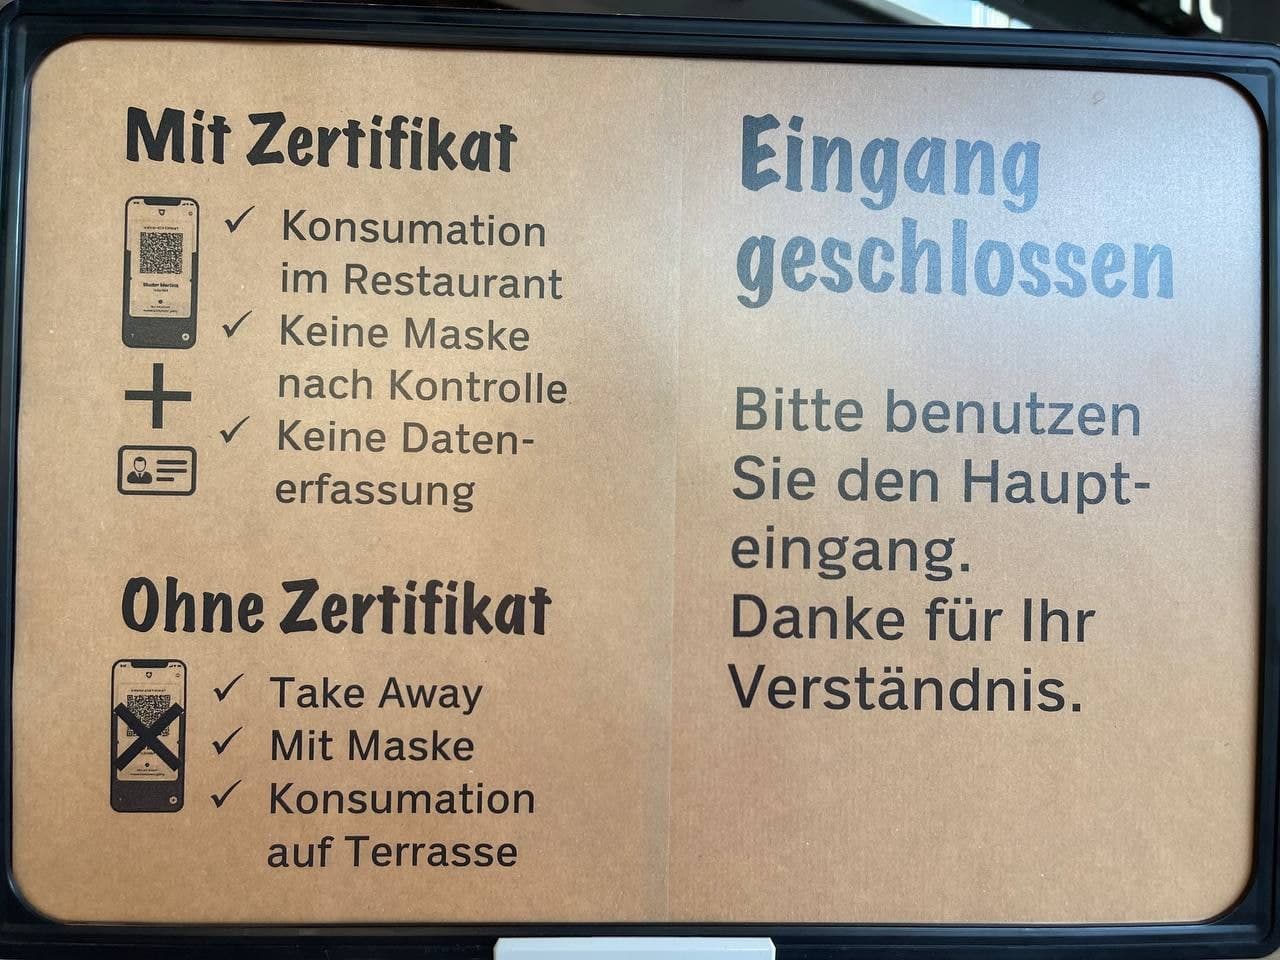 Mit Zertifikat
Konsumation
im Restaurant
Keine Maske
nach Kontrolle
Keine Daten-
erfassung
Ohne Zertifikat
Take Away
Mit Maske
Konsumation
auf Terrasse
Eingang
geschlossen
Bitte benutzen
Sie den Haupt-
eingang.
Danke für Ihr
Verständnis.